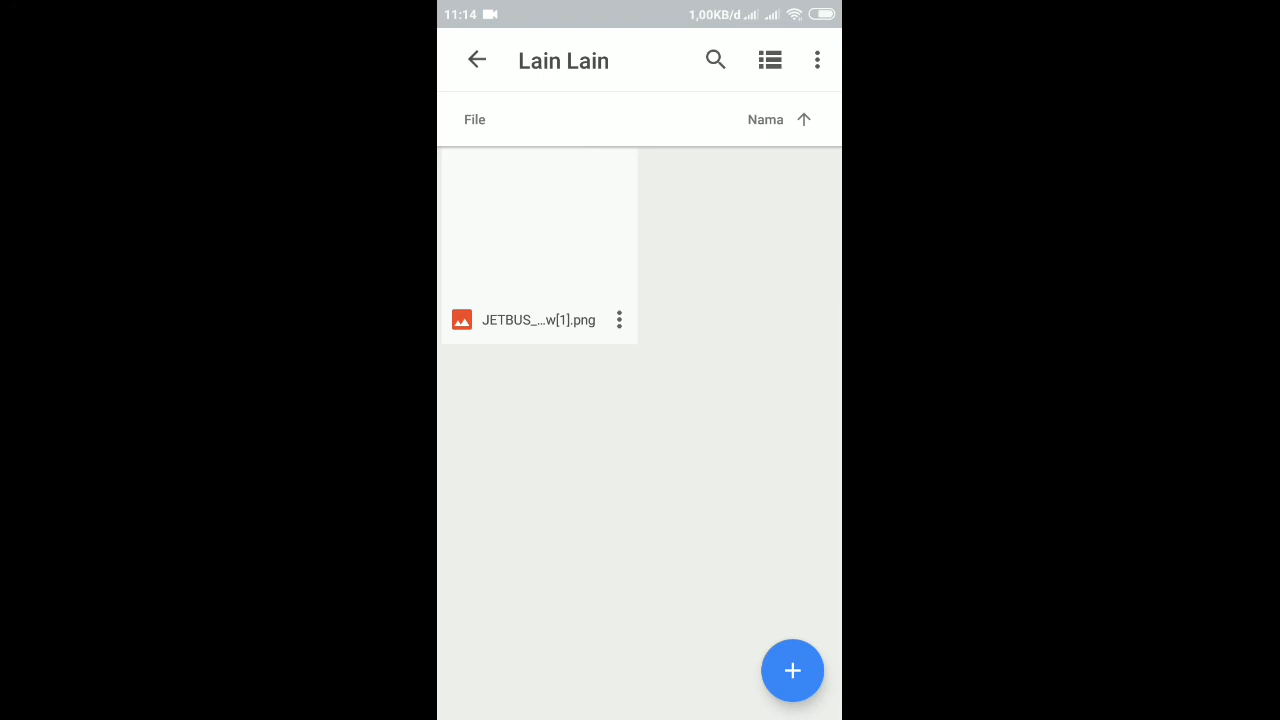 11:14 1,00KB/d
Lain Lain
File Nama
JETBUS_...w[1].png